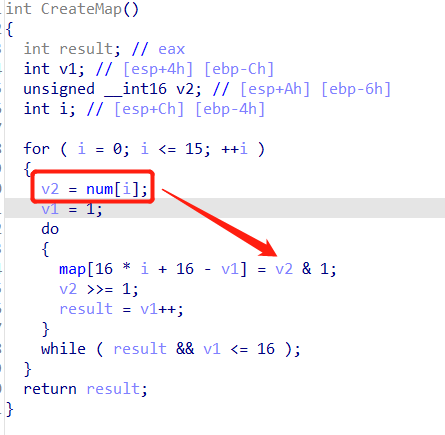 int CreateMap()
{
int result; // eax
int v1; // [esp+4h] [ebp-Ch]
unsigned __int16 v2; // [esp+Ah] [ebp-6h]
int i; // [esp+Ch] [ebp-4h]
for ( i = 0; i <= 15; ++i )
{
v2 = num[i];
v1 = 1;
do
{
map[16 * i + 16 - v1] = v2 & 1;
v2 >>= 1;
result = v1++;
}
while ( result && v1 <= 16 );
}
return result;
}